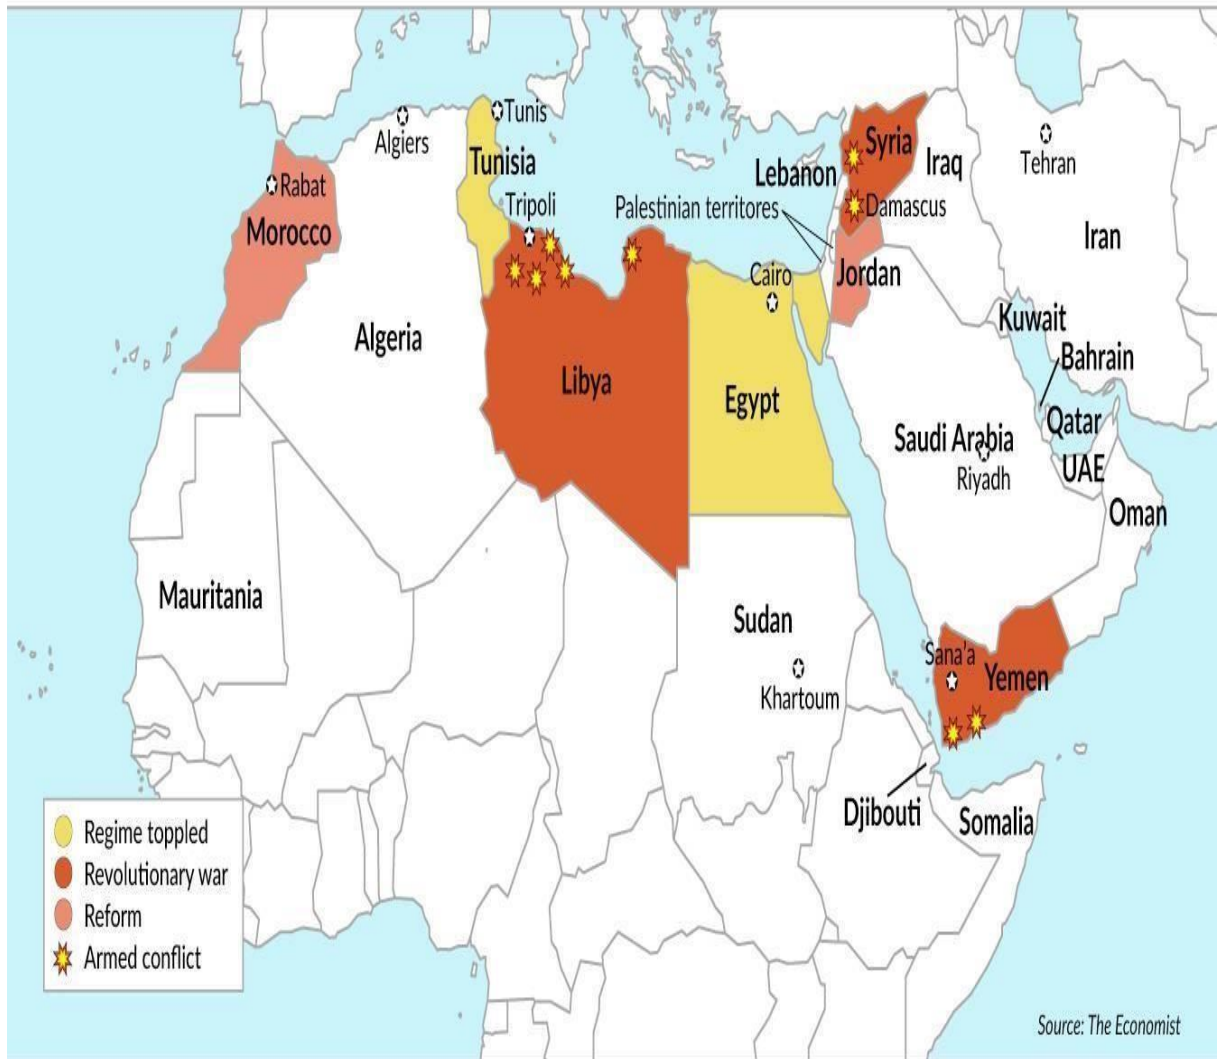 Tunis
Algiers
Tunisia
Syria
Iraq
Tehran
Lebanon
Rabat
Morocco
Tripoli
Palestinian territores
Damascus
Iran
Cairo
Jordan
Kuwait
Algeria
Bahrain
Libya
Egypt
Qatar
Saudi Arabia
Riyadh
UAE
Oman
Mauritania
Sudan
Khartoum
Sana'a
Yemen
Djibouti
Somalia
Regime toppled
Revolutionary war
Reform
Armed conflict
Source: The Economist